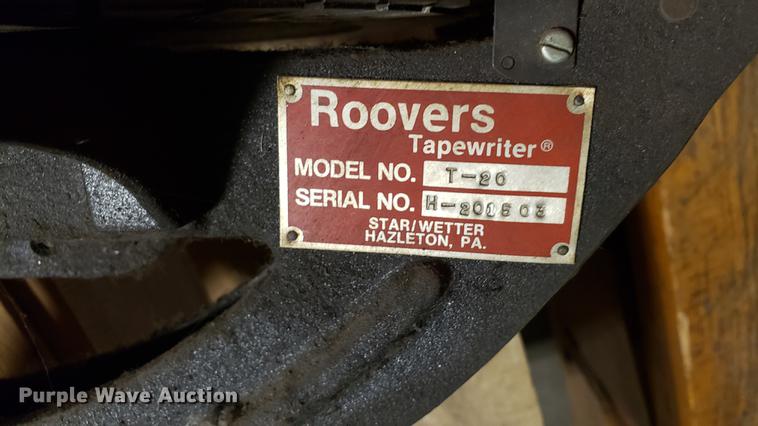 Roovers
Tapewriter®
MODEL NO. T-20
SERIAL NO. H-201503
STAR/WETTER
HAZLETON, PA.
Purple Wave Auction